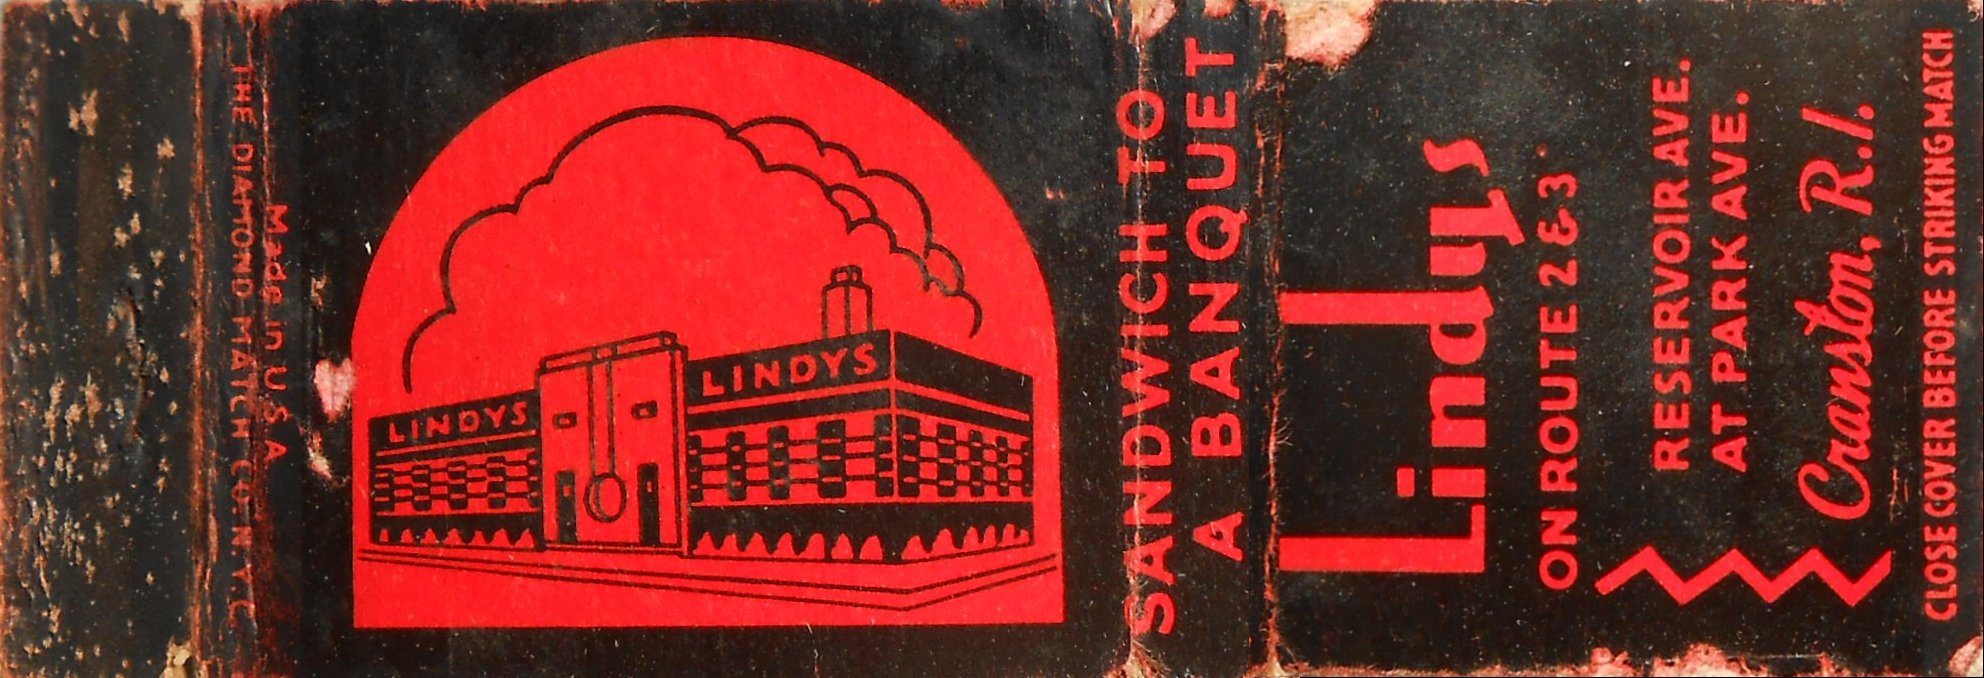 THE DIAMOND MATCH CO. N.Y.C.
Made in U.S.A.
LINDYS
LINDYS
SANDWICH TO
A BANQUET
Lindys
ON ROUTE 2 & 3
RESERVOIR AVE.
AT PARK AVE.
Cranston, R.I.
CLOSE COVER BEFORE STRIKING MATCH